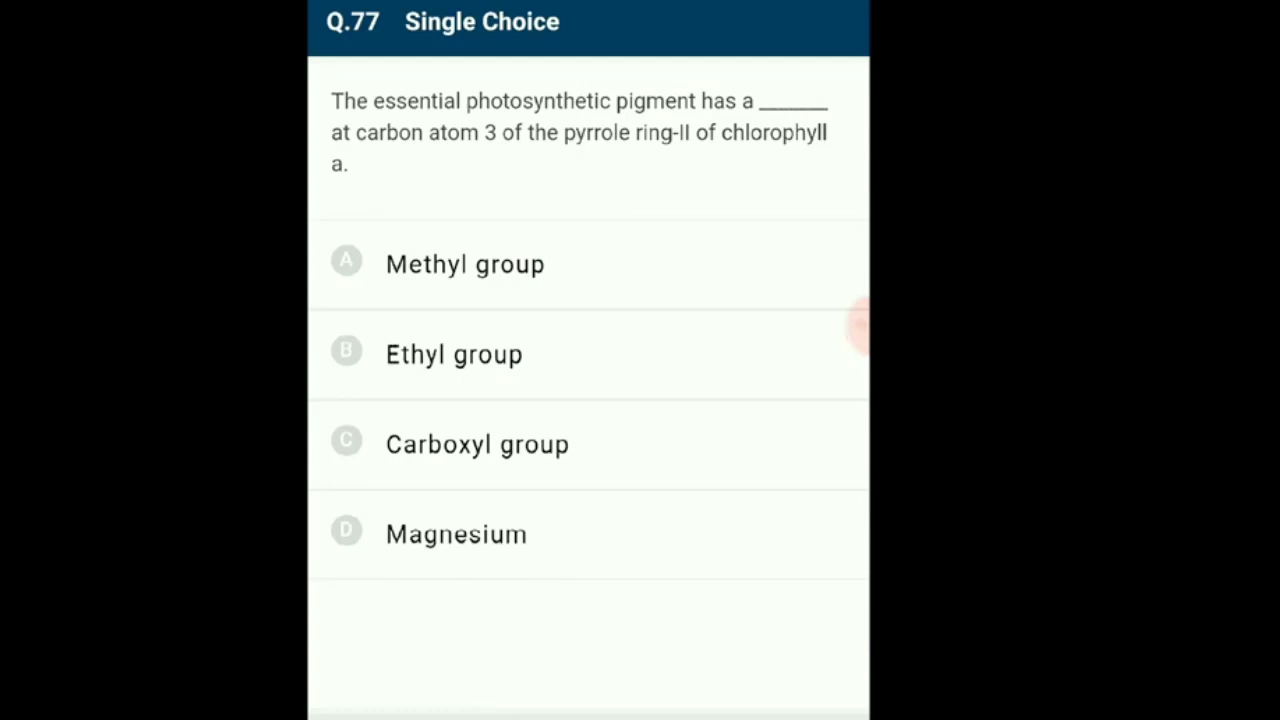 Q.77 Single Choice
The essential photosynthetic pigment has a _______
at carbon atom 3 of the pyrrole ring-II of chlorophyll
a.
A Methyl group
B Ethyl group
C Carboxyl group
D Magnesium